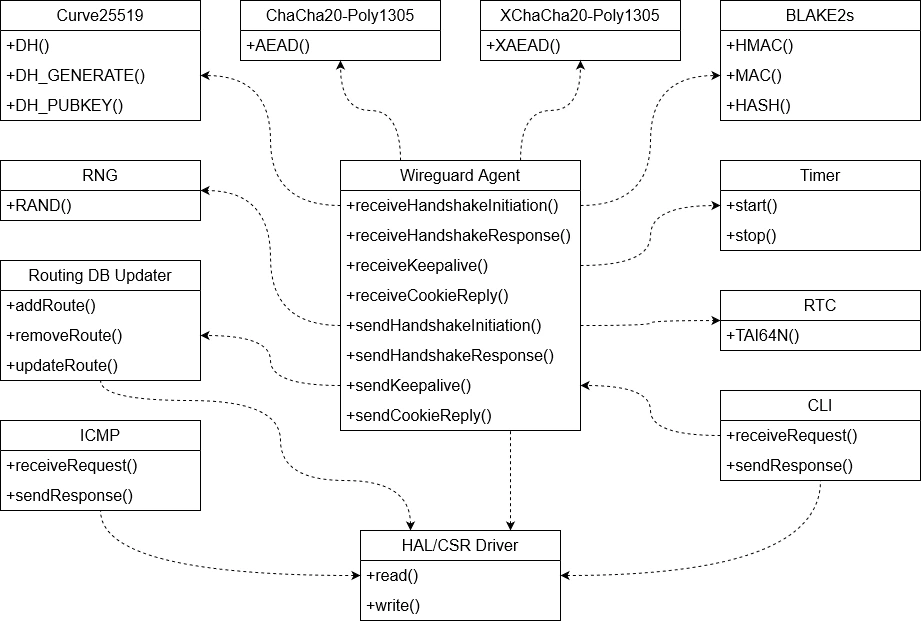 Curve25519
+DH()
+DH_GENERATE()
+DH_PUBKEY()
ChaCha20-Poly1305
+AEAD()
XChaCha20-Poly1305
+XAEAD()
BLAKE2s
+HMAC()
+MAC()
+HASH()
RNG
+RAND()
Wireguard Agent
+receiveHandshakeInitiation()
+receiveHandshakeResponse()
+receiveKeepalive()
+receiveCookieReply()
+sendHandshakeInitiation()
+sendHandshakeResponse()
+sendKeepalive()
+sendCookieReply()
Timer
+start()
+stop()
Routing DB Updater
+addRoute()
+removeRoute()
+updateRoute()
RTC
+TAI64N()
ICMP
+receiveRequest()
+sendResponse()
CLI
+receiveRequest()
+sendResponse()
HAL/CSR Driver
+read()
+write()